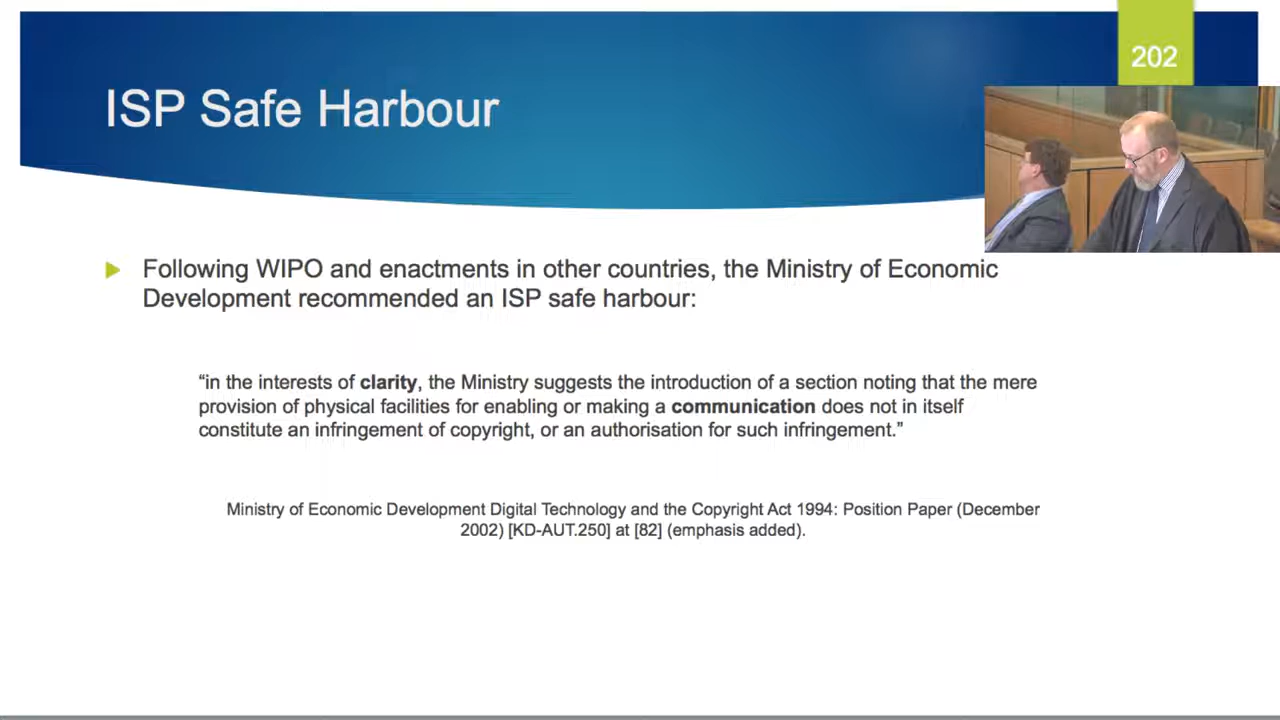 202
ISP Safe Harbour
Following WIPO and enactments in other countries, the Ministry of Economic
Development recommended an ISP safe harbour:
“in the interests of clarity, the Ministry suggests the introduction of a section noting that the mere
provision of physical facilities for enabling or making a communication does not in itself
constitute an infringement of copyright, or an authorisation for such infringement.”
Ministry of Economic Development Digital Technology and the Copyright Act 1994: Position Paper (December
2002) [KD-AUT.250] at [82] (emphasis added).